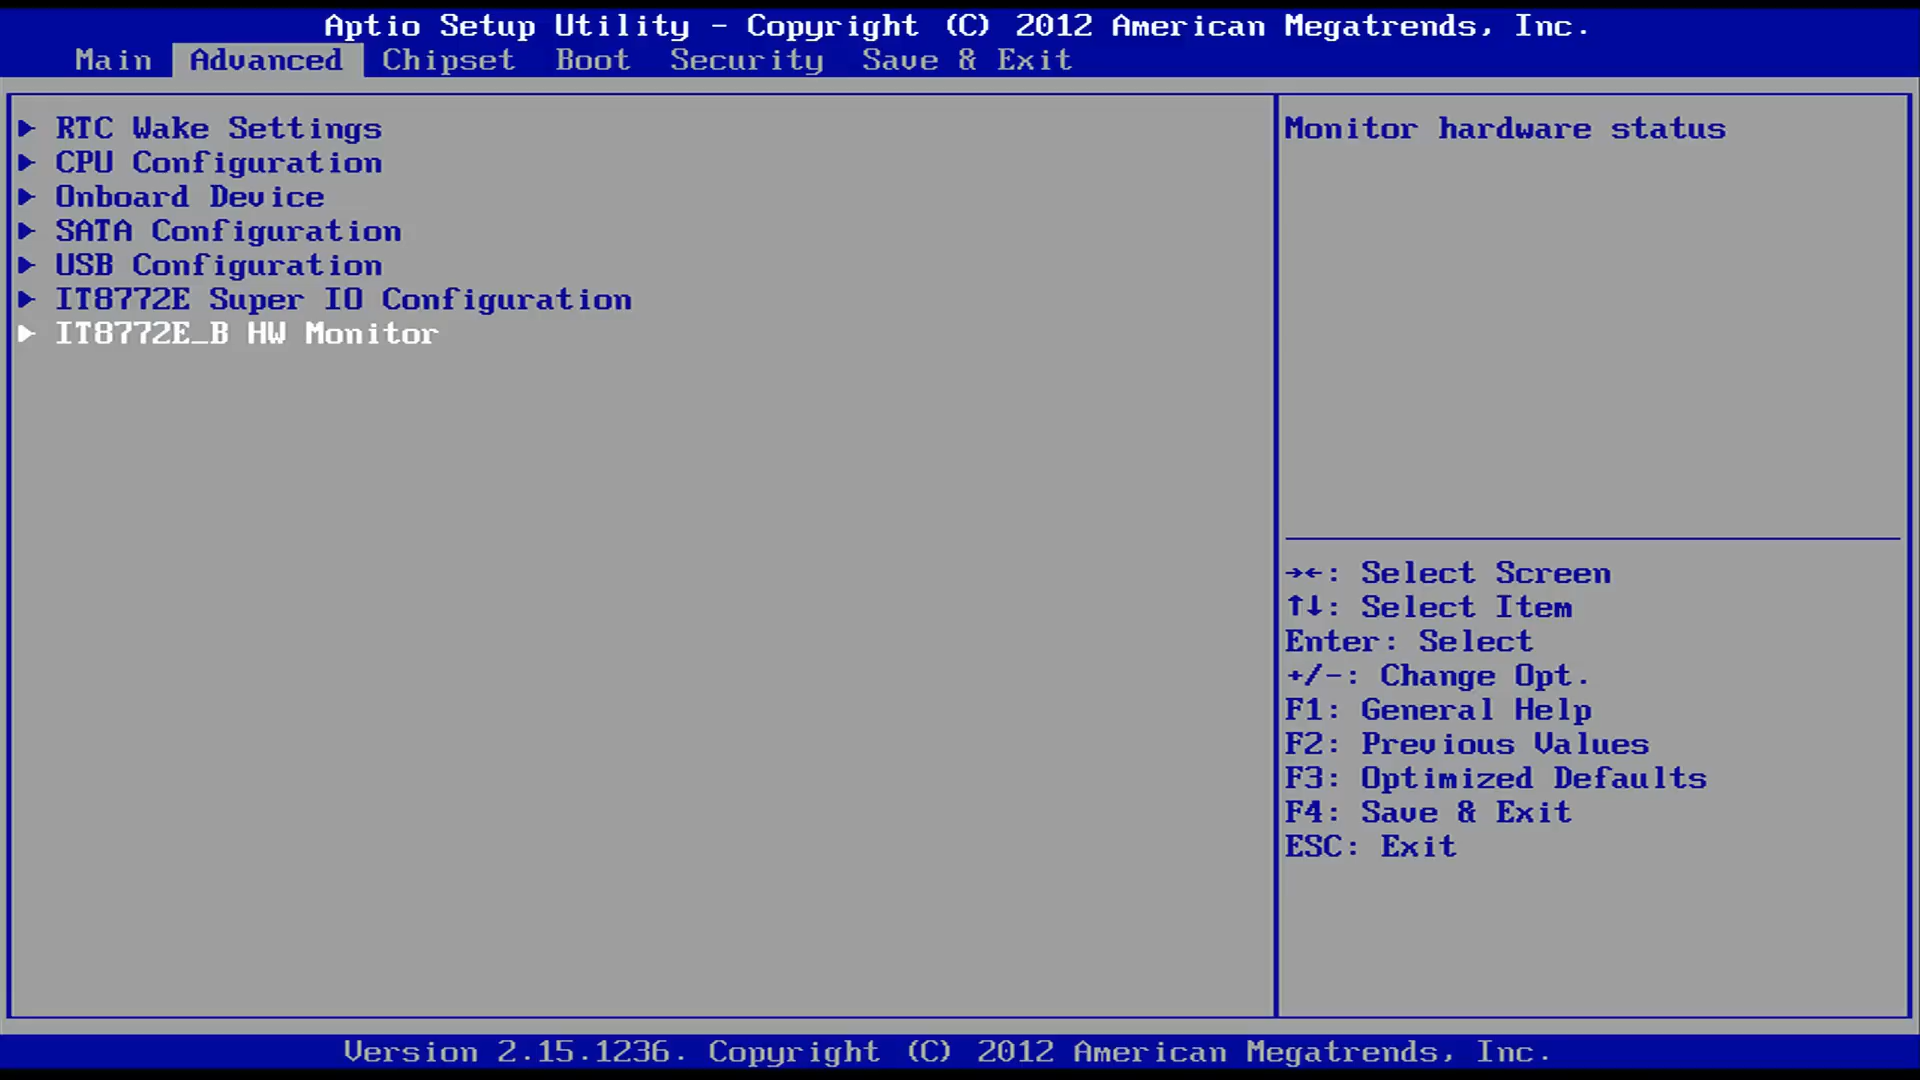 Aptio Setup Utility - Copyright (C) 2012 American Megatrends, Inc.
Main Advanced Chipset Boot Security Save & Exit
► RTC Wake Settings
► CPU Configuration
► Onboard Device
► SATA Configuration
► USB Configuration
► IT8772E Super IO Configuration
► IT8772E_B HW Monitor
Monitor hardware status
→←: Select Screen
↑↓: Select Item
Enter: Select
+/-: Change Opt.
F1: General Help
F2: Previous Values
F3: Optimized Defaults
F4: Save & Exit
ESC: Exit
Version 2.15.1236. Copyright (C) 2012 American Megatrends, Inc.